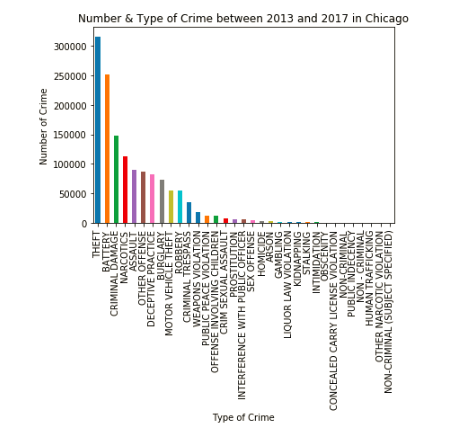 Number & Type of Crime between 2013 and 2017 in Chicago
Number of Crime
300000
250000
200000
150000
100000
50000
0
THEFT
BATTERY
CRIMINAL DAMAGE
NARCOTICS
ASSAULT
OTHER OFFENSE
DECEPTIVE PRACTICE
BURGLARY
MOTOR VEHICLE THEFT
ROBBERY
CRIMINAL TRESPASS
WEAPONS VIOLATION
PUBLIC PEACE VIOLATION
OFFENSE INVOLVING CHILDREN
CRIM SEXUAL ASSAULT
PROSTITUTION
INTERFERENCE WITH PUBLIC OFFICER
SEX OFFENSE
HOMICIDE
ARSON
GAMBLING
LIQUOR LAW VIOLATION
KIDNAPPING
STALKING
INTIMIDATION
OBSCENITY
CONCEALED CARRY LICENSE VIOLATION
NON-CRIMINAL
PUBLIC INDECENCY
NON - CRIMINAL
HUMAN TRAFFICKING
OTHER NARCOTIC VIOLATION
NON-CRIMINAL (SUBJECT SPECIFIED)
Type of Crime